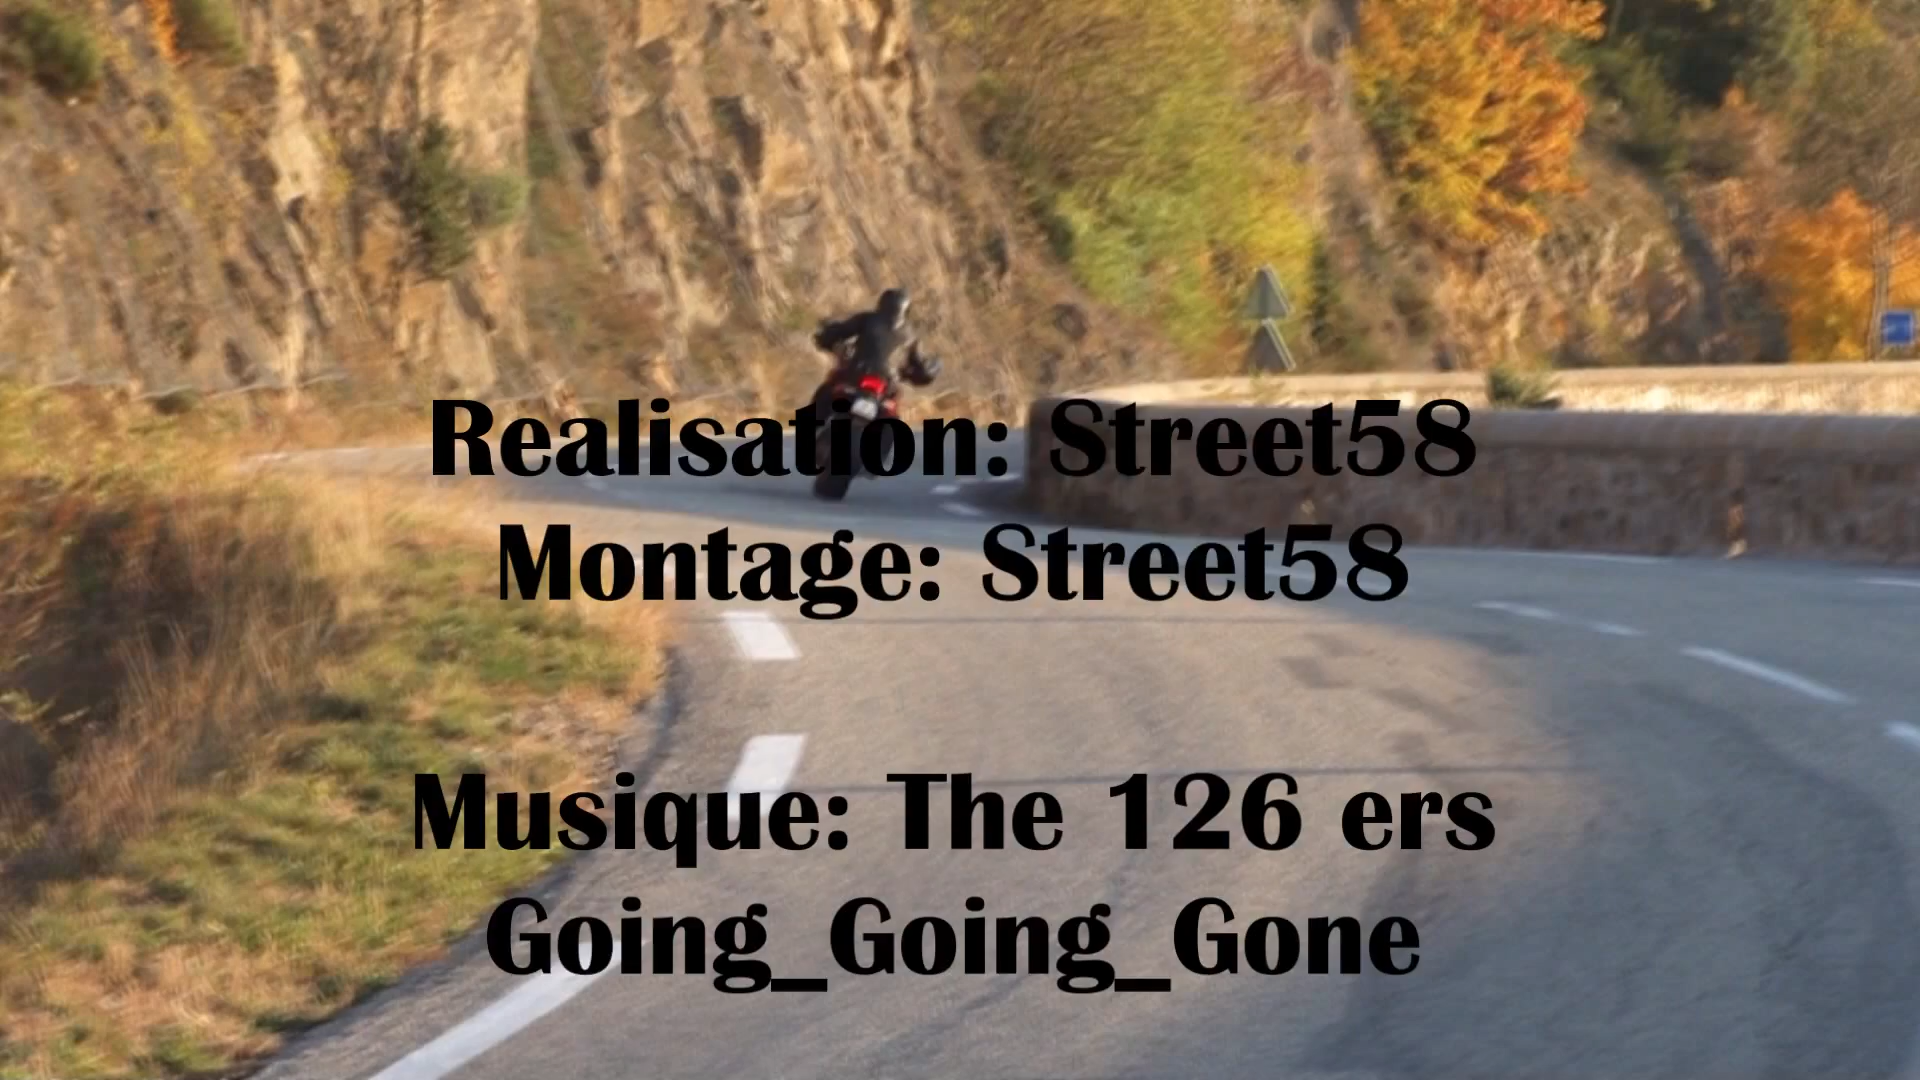 Realisation: Street58
Montage: Street58
Musique: The 126 ers
Going_Going_Gone